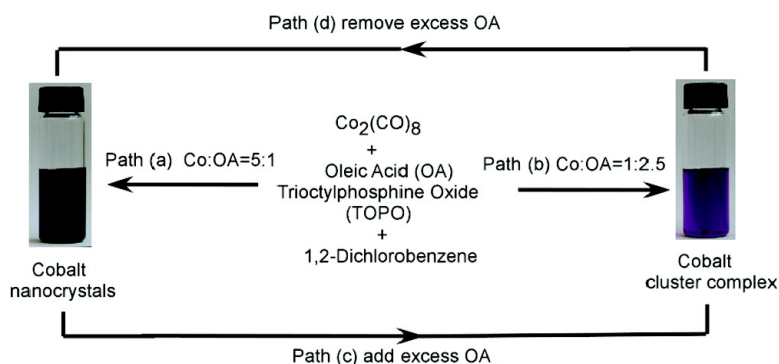 Path (d) remove excess OA
Co2(CO)8
+
Oleic Acid (OA)
Trioctylphosphine Oxide
(TOPO)
+
1,2-Dichlorobenzene
Path (a) Co:OA=5:1
Path (b) Co:OA=1:2.5
Cobalt
nanocrystals
Cobalt
cluster complex
Path (c) add excess OA